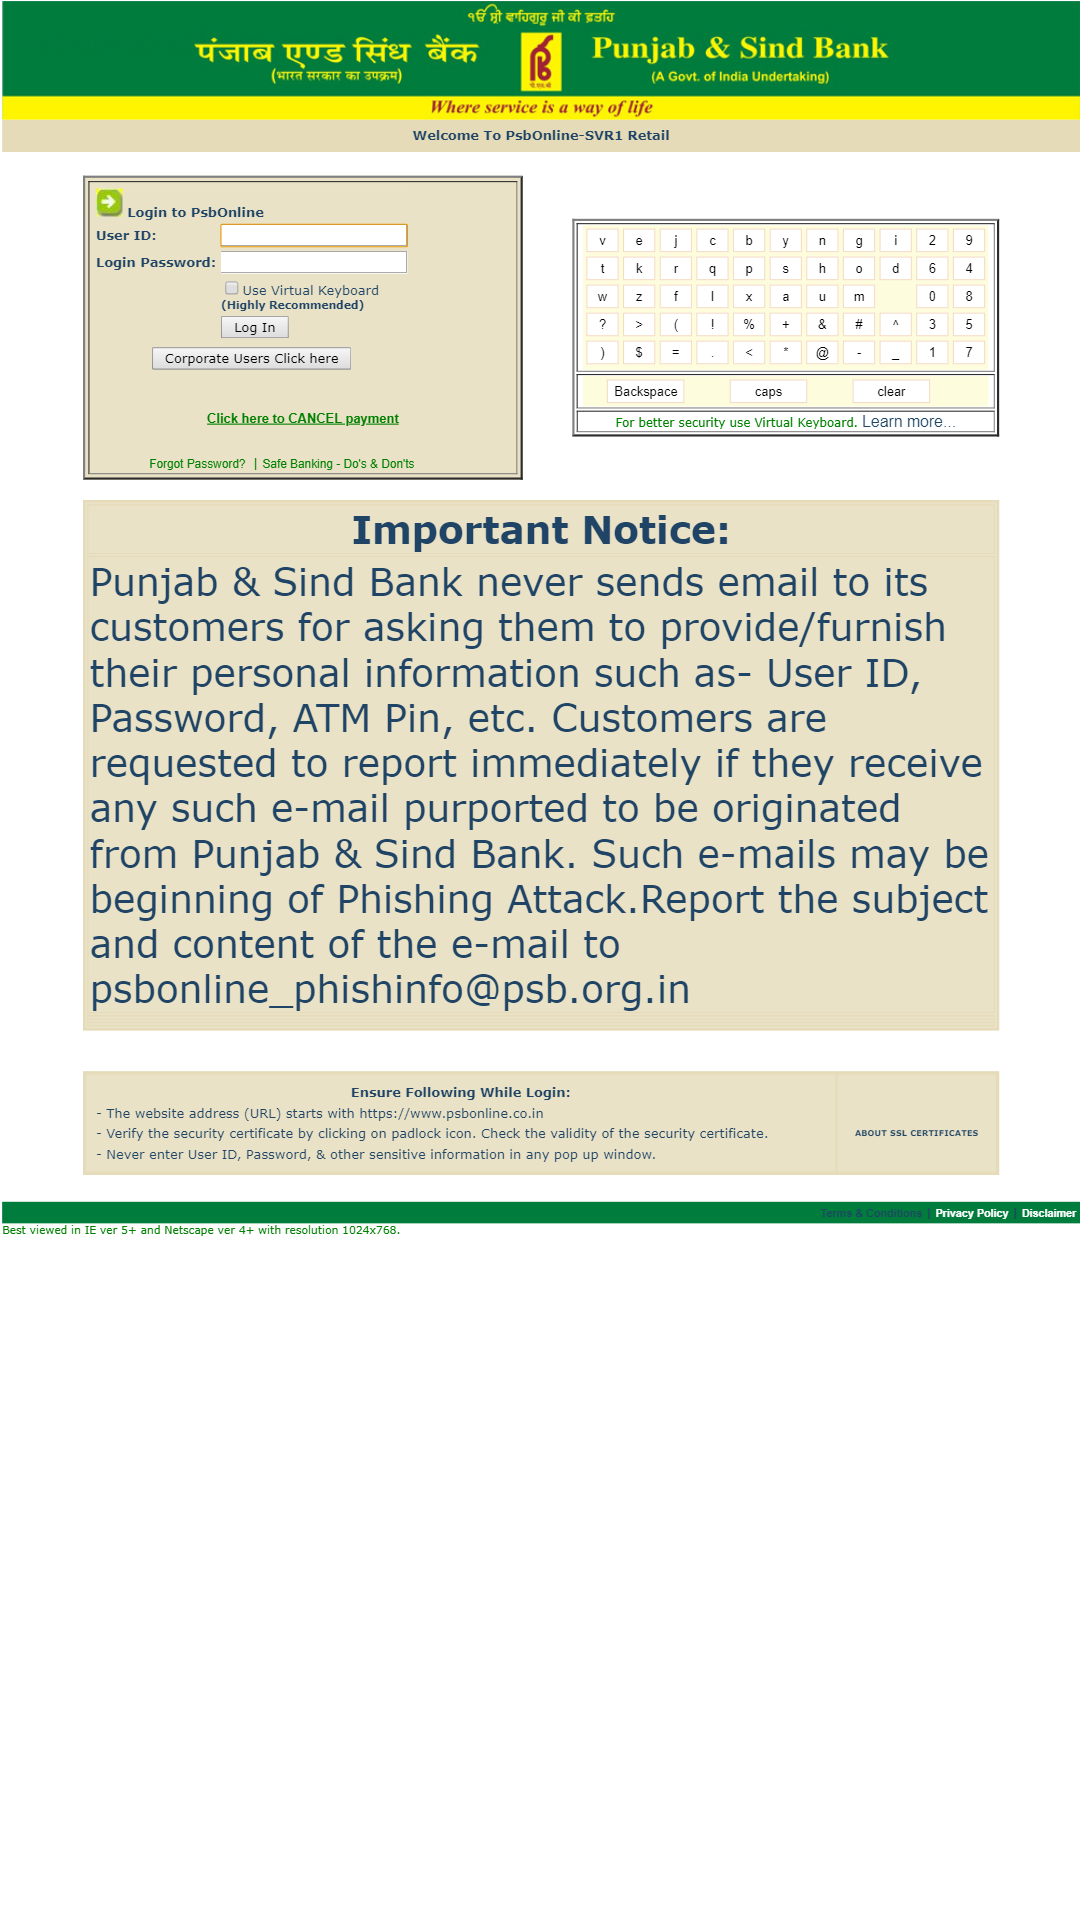 ੴ ਸ੍ਰੀ ਵਾਹਿਗੁਰੂ ਜੀ ਕੀ ਫ਼ਤਹਿ
पंजाब एण्ड सिंध बैंक
(भारत सरकार का उपक्रम)
पी.एस.बी
Punjab & Sind Bank
(A Govt. of India Undertaking)
Where service is a way of life
Welcome To PsbOnline-SVR1 Retail
Login to PsbOnline
User ID:
Login Password:
Use Virtual Keyboard
(Highly Recommended)
Log In
Corporate Users Click here
Click here to CANCEL payment
Forgot Password? | Safe Banking - Do's & Don'ts
v e j c b y n g i 2 9
t k r q p s h o d 6 4
w z f l x a u m 0 8
? > ( ! % + & # ^ 3 5
) $ = . < * @ - _ 1 7
Backspace caps clear
For better security use Virtual Keyboard. Learn more...
Important Notice:
Punjab & Sind Bank never sends email to its
customers for asking them to provide/furnish
their personal information such as- User ID,
Password, ATM Pin, etc. Customers are
requested to report immediately if they receive
any such e-mail purported to be originated
from Punjab & Sind Bank. Such e-mails may be
beginning of Phishing Attack.Report the subject
and content of the e-mail to
psbonline_phishinfo@psb.org.in
Ensure Following While Login:
- The website address (URL) starts with https://www.psbonline.co.in
- Verify the security certificate by clicking on padlock icon. Check the validity of the security certificate.
- Never enter User ID, Password, & other sensitive information in any pop up window.
ABOUT SSL CERTIFICATES
Terms & Conditions | Privacy Policy | Disclaimer
Best viewed in IE ver 5+ and Netscape ver 4+ with resolution 1024x768.